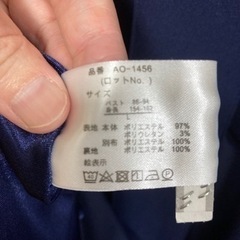 品番 AO-1456
(ロットNo. )
サイズ
バスト 86-94
身長 154-162
L
表地 本体 ポリエステル 97%
ポリウレタン 3%
別布 ポリエステル 100%
裏地 ポリエステル 100%
絵表示